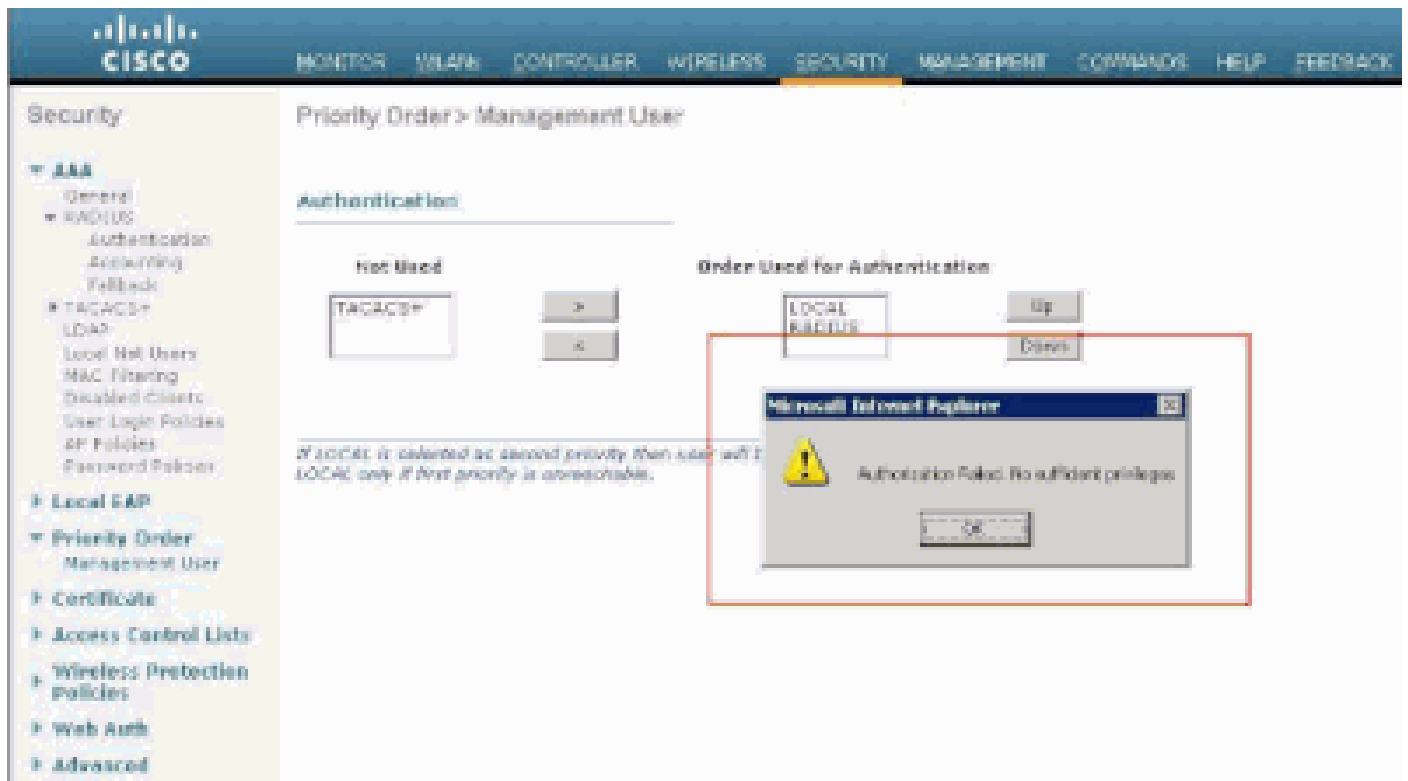 CISCO
MONITOR WLANs CONTROLLER WIRELESS SECURITY MANAGEMENT COMMANDS HELP FEEDBACK
Security
Priority Order > Management User
AAA
General
RADIUS
Authentication
Accounting
Fallback
TACACS+
LDAP
Local Net Users
MAC Filtering
Disabled Clients
User Login Policies
AP Policies
Password Policies
Local EAP
Priority Order
Management User
Certificate
Access Control Lists
Wireless Protection
Policies
Web Auth
Advanced
Authentication
Not Used
Order Used for Authentication
TACACS+
>
<
LOCAL
RADIUS
Up
Down
If LOCAL is selected as second priority then user will
LOCAL only if first priority is unreachable.
Microsoft Internet Explorer
Authorization Failed. No sufficient privileges
OK